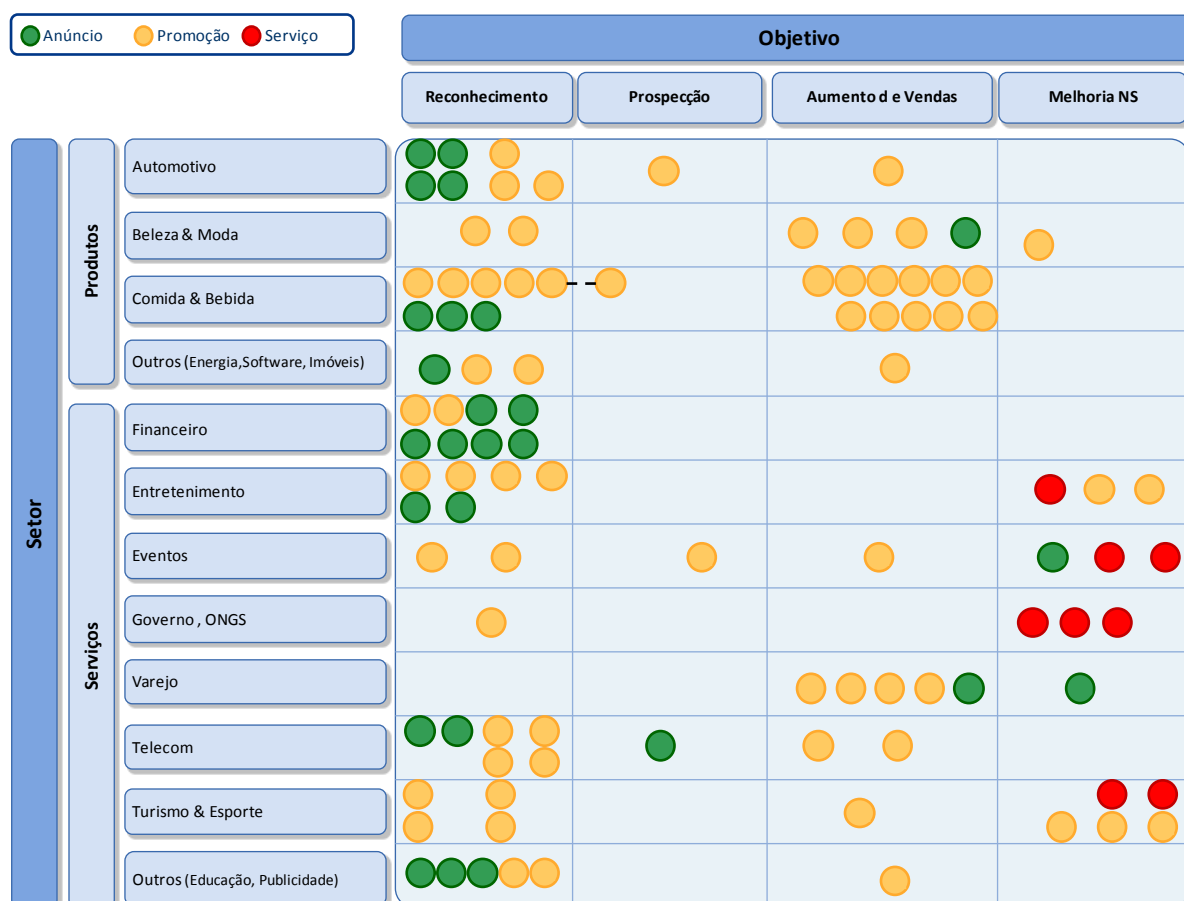 Anúncio Promoção Serviço
Objetivo
Reconhecimento Prospecção Aumento d e Vendas Melhoria NS
Setor
Produtos
Automotivo
Beleza & Moda
Comida & Bebida
Outros (Energia,Software, Imóveis)
Serviços
Financeiro
Entretenimento
Eventos
Governo , ONGS
Varejo
Telecom
Turismo & Esporte
Outros (Educação, Publicidade)